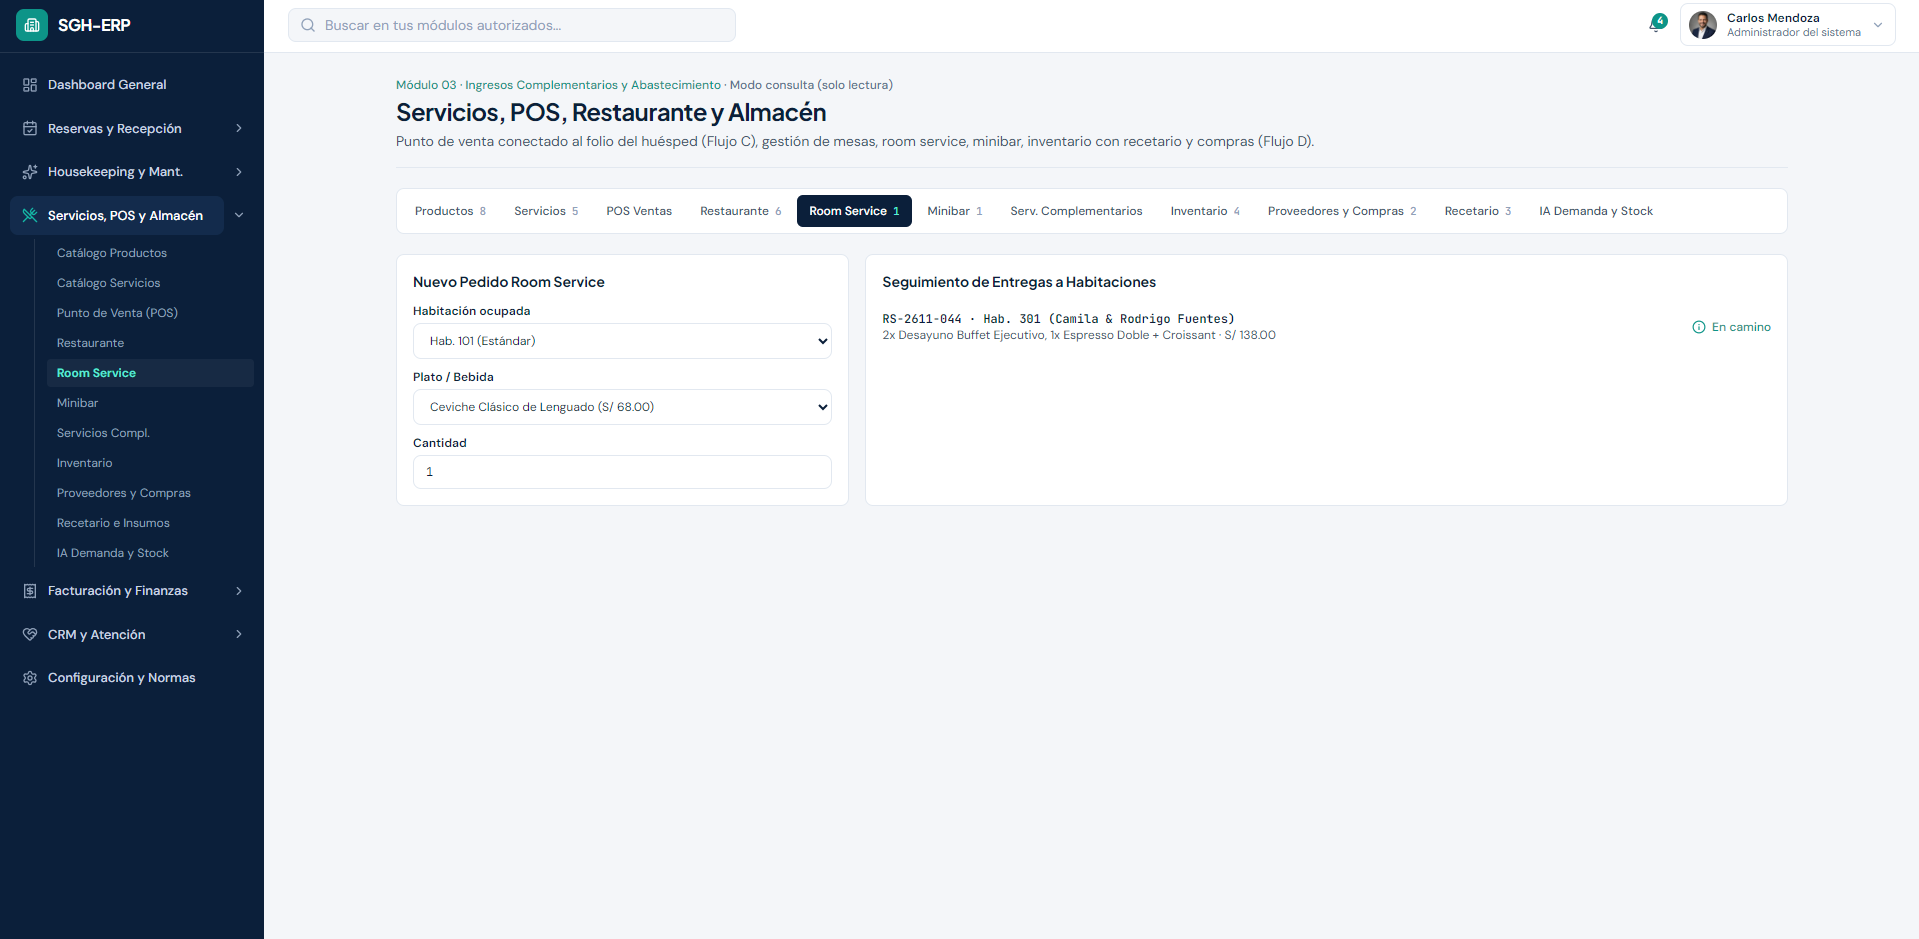 SGH-ERP
Buscar en tus módulos autorizados...
4
Carlos Mendoza
Administrador del sistema
Dashboard General
Reservas y Recepción
Housekeeping y Mant.
Servicios, POS y Almacén
Catálogo Productos
Catálogo Servicios
Punto de Venta (POS)
Restaurante
Room Service
Minibar
Servicios Compl.
Inventario
Proveedores y Compras
Recetario e Insumos
IA Demanda y Stock
Facturación y Finanzas
CRM y Atención
Configuración y Normas
Módulo 03 · Ingresos Complementarios y Abastecimiento · Modo consulta (solo lectura)
Servicios, POS, Restaurante y Almacén
Punto de venta conectado al folio del huésped (Flujo C), gestión de mesas, room service, minibar, inventario con recetario y compras (Flujo D).
Productos 8 Servicios 5 POS Ventas Restaurante 6 Room Service 1 Minibar 1 Serv. Complementarios Inventario 4 Proveedores y Compras 2 Recetario 3 IA Demanda y Stock
Nuevo Pedido Room Service
Habitación ocupada
Hab. 101 (Estándar)
Plato / Bebida
Ceviche Clásico de Lenguado (S/ 68.00)
Cantidad
1
Seguimiento de Entregas a Habitaciones
RS-2611-044 · Hab. 301 (Camila & Rodrigo Fuentes)
2x Desayuno Buffet Ejecutivo, 1x Espresso Doble + Croissant · S/ 138.00
En camino